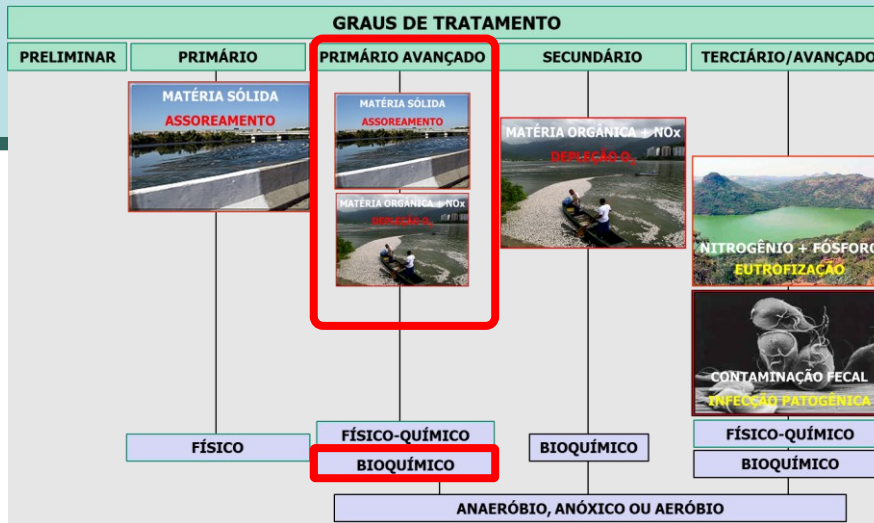 GRAUS DE TRATAMENTO
PRELIMINAR
PRIMÁRIO
PRIMÁRIO AVANÇADO
SECUNDÁRIO
TERCIÁRIO/AVANÇADO
MATÉRIA SÓLIDA
ASSOREAMENTO
MATÉRIA SÓLIDA
ASSOREAMENTO
MATÉRIA ORGÂNICA + NOx
DEPLEÇÃO O₂
MATÉRIA ORGÂNICA + NOx
DEPLEÇÃO O₂
NITROGÊNIO + FÓSFORO
EUTROFIZAÇÃO
CONTAMINAÇÃO FECAL
INFECÇÃO PATOGÊNICA
FÍSICO
FÍSICO-QUÍMICO
BIOQUÍMICO
BIOQUÍMICO
FÍSICO-QUÍMICO
BIOQUÍMICO
ANAERÓBIO, ANÓXICO OU AERÓBIO